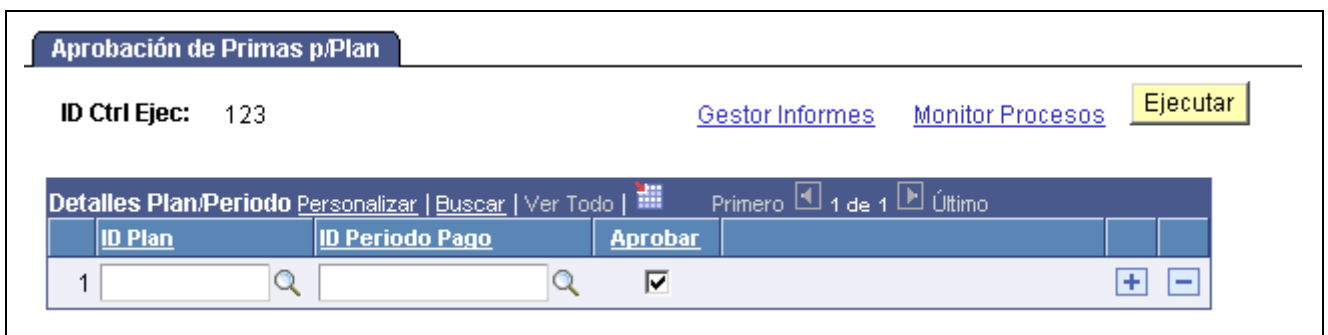 Aprobación de Primas p/Plan
ID Ctrl Ejec: 123 Gestor Informes Monitor Procesos Ejecutar
Detalles Plan/Periodo Personalizar | Buscar | Ver Todo | Primero 1 de 1 Último
ID Plan ID Periodo Pago Aprobar
1